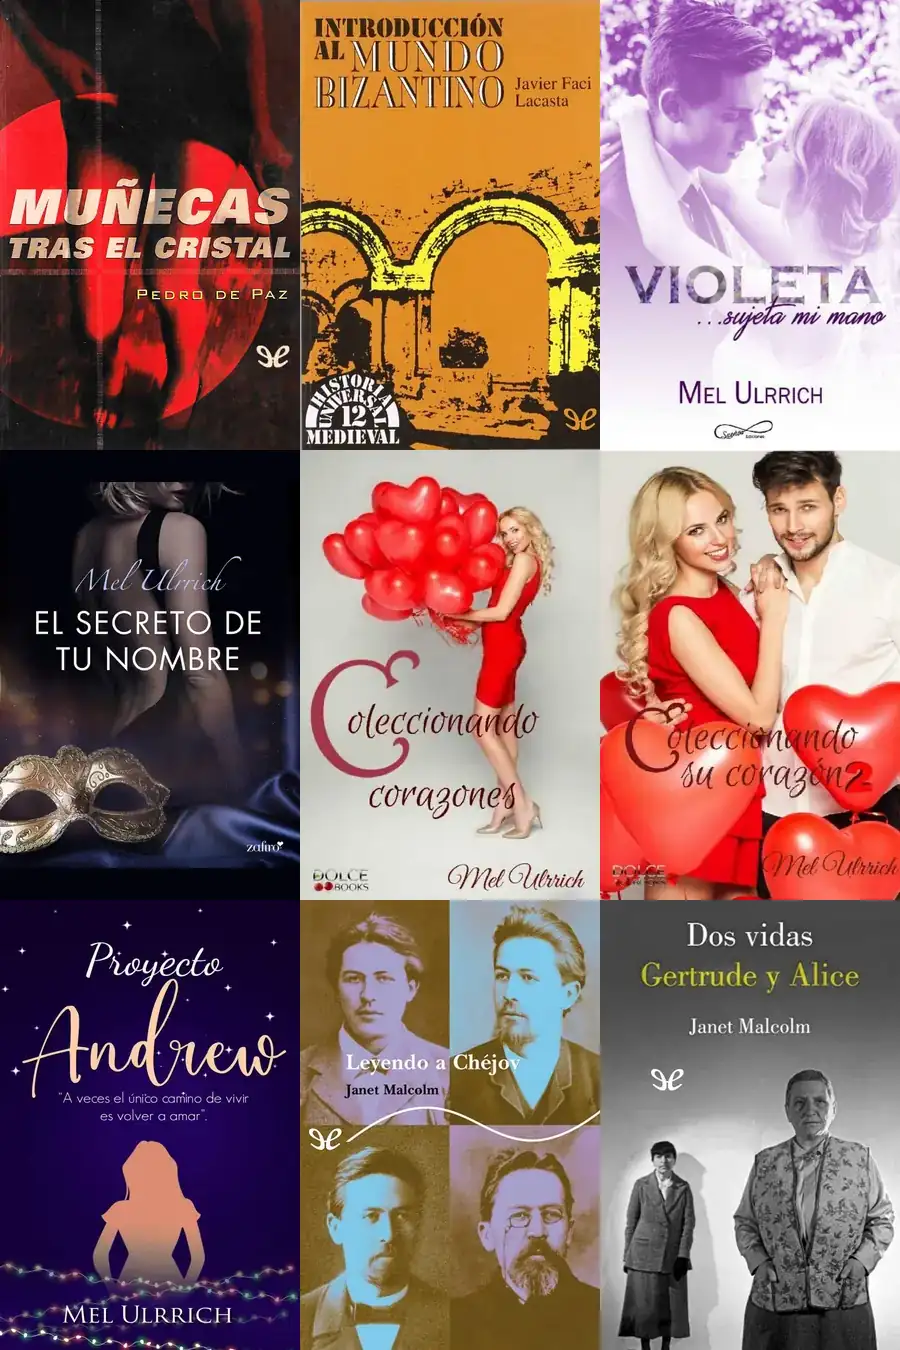 MUÑECAS
TRAS EL CRISTAL
PEDRO DE PAZ
INTRODUCCIÓN
AL MUNDO
BIZANTINO
Javier Faci
Lacasta
HISTORIA
UNIVERSAL
12
MEDIEVAL
VIOLETA
...sujeta mi mano
MEL ULRRICH
Mel Ulrrich
EL SECRETO DE
TU NOMBRE
zafiro
Coleccionando
corazones
DOLCE
BOOKS
Mel Ulrrich
Coleccionando
su corazón 2
DOLCE
BOOKS
Mel Ulrrich
Proyecto
Andrew
"A veces el único camino de vivir
es volver a amar".
MEL ULRRICH
Leyendo a Chéjov
Janet Malcolm
Dos vidas
Gertrude y Alice
Janet Malcolm